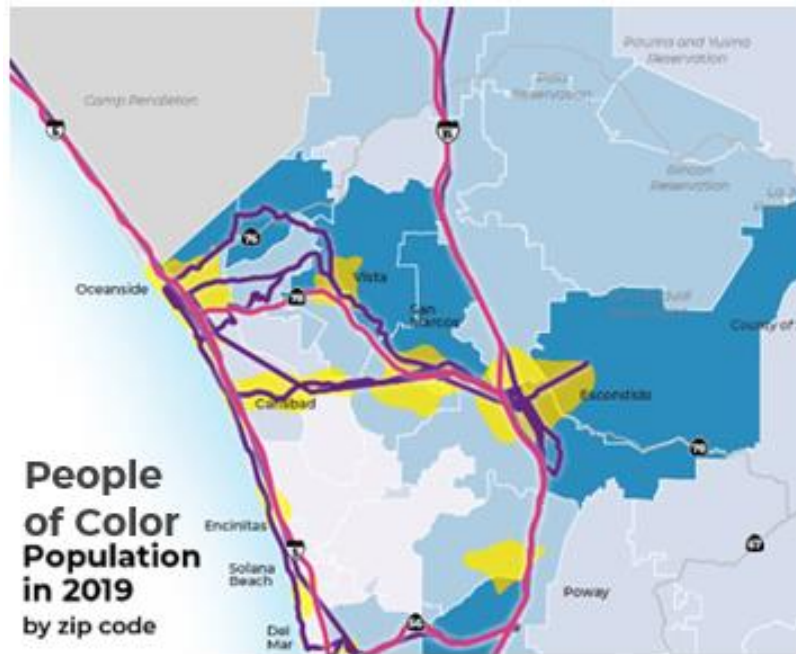 Pauma and Yuima
Reservation
Camp Pendleton
Pala
Reservation
5
15
Rincon
Reservation
La J
76
Oceanside
Vista
78
San
Marcos
County of
Carlsbad
Escondido
78
People
of Color
Population
in 2019
by zip code
Encinitas
5
Solana
Beach
67
Poway
Del
Mar
56